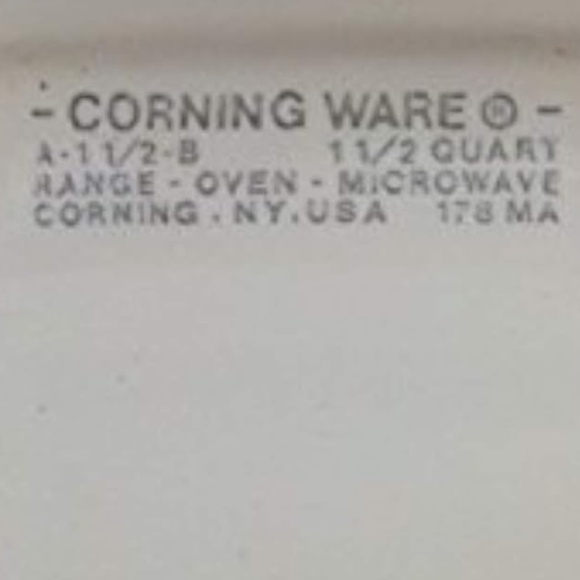 - CORNING WARE ® -
A-1 1/2-B 1 1/2 QUART
RANGE - OVEN - MICROWAVE
CORNING . NY. USA 178 MA